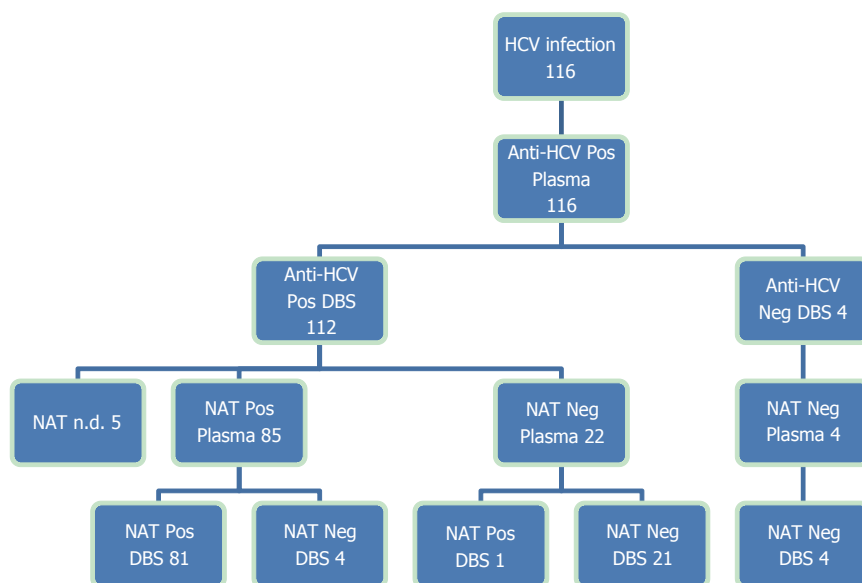 HCV infection
116
Anti-HCV Pos
Plasma
116
Anti-HCV
Pos DBS
112
Anti-HCV
Neg DBS 4
NAT n.d. 5
NAT Pos
Plasma 85
NAT Neg
Plasma 22
NAT Neg
Plasma 4
NAT Pos
DBS 81
NAT Neg
DBS 4
NAT Pos
DBS 1
NAT Neg
DBS 21
NAT Neg
DBS 4